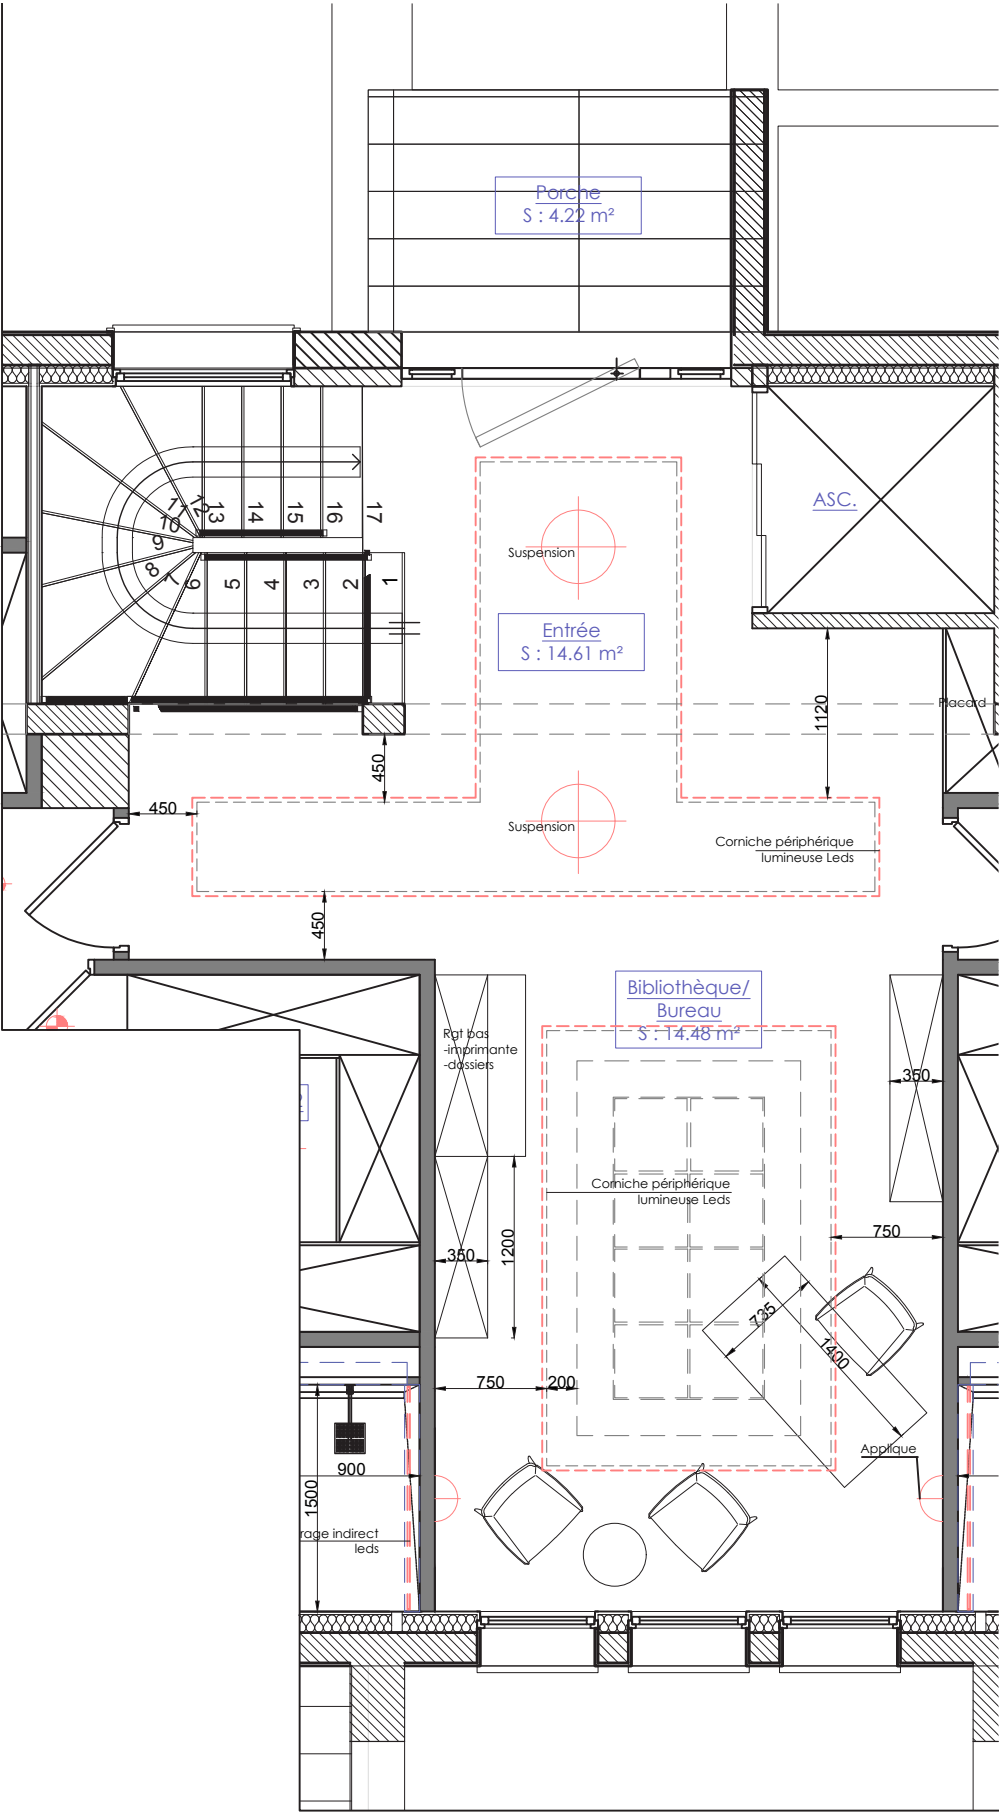 Porche
S : 4.22 m²
ASC.
17
16
15
14
13
12
11
10
9
8
7
6
5
4
3
2
1
Suspension
Entrée
S : 14.61 m²
Placard
1120
450
450
Suspension
Corniche périphérique
lumineuse Leds
450
Bibliothèque/
Bureau
S : 14.48 m²
Rgt bas
-imprimante
-dossiers
350
Corniche périphérique
lumineuse Leds
350
1200
750
735
1400
750
200
Applique
900
1500
rage indirect
leds